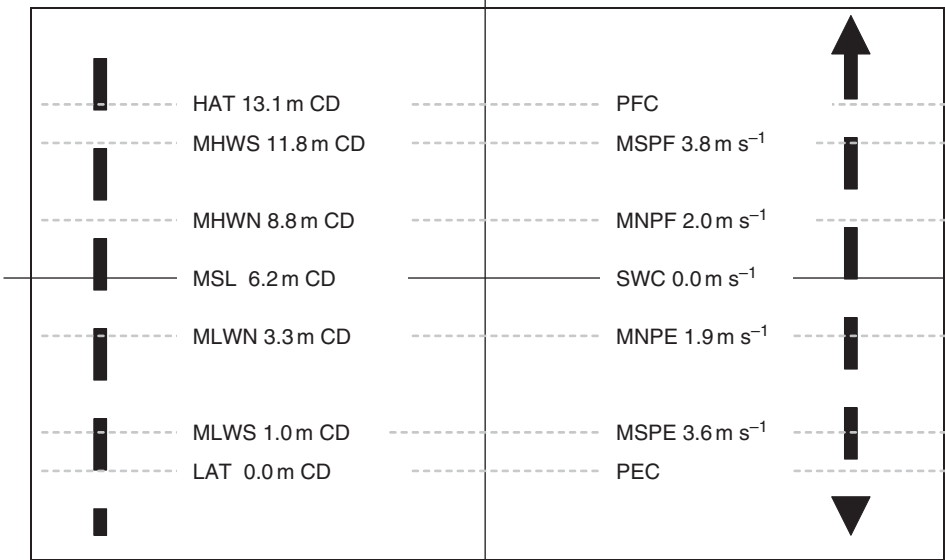 HAT 13.1 m CD
PFC
MHWS 11.8 m CD
MSPF 3.8 m s⁻¹
MHWN 8.8 m CD
MNPF 2.0 m s⁻¹
MSL 6.2 m CD
SWC 0.0 m s⁻¹
MLWN 3.3 m CD
MNPE 1.9 m s⁻¹
MLWS 1.0 m CD
MSPE 3.6 m s⁻¹
LAT 0.0 m CD
PEC